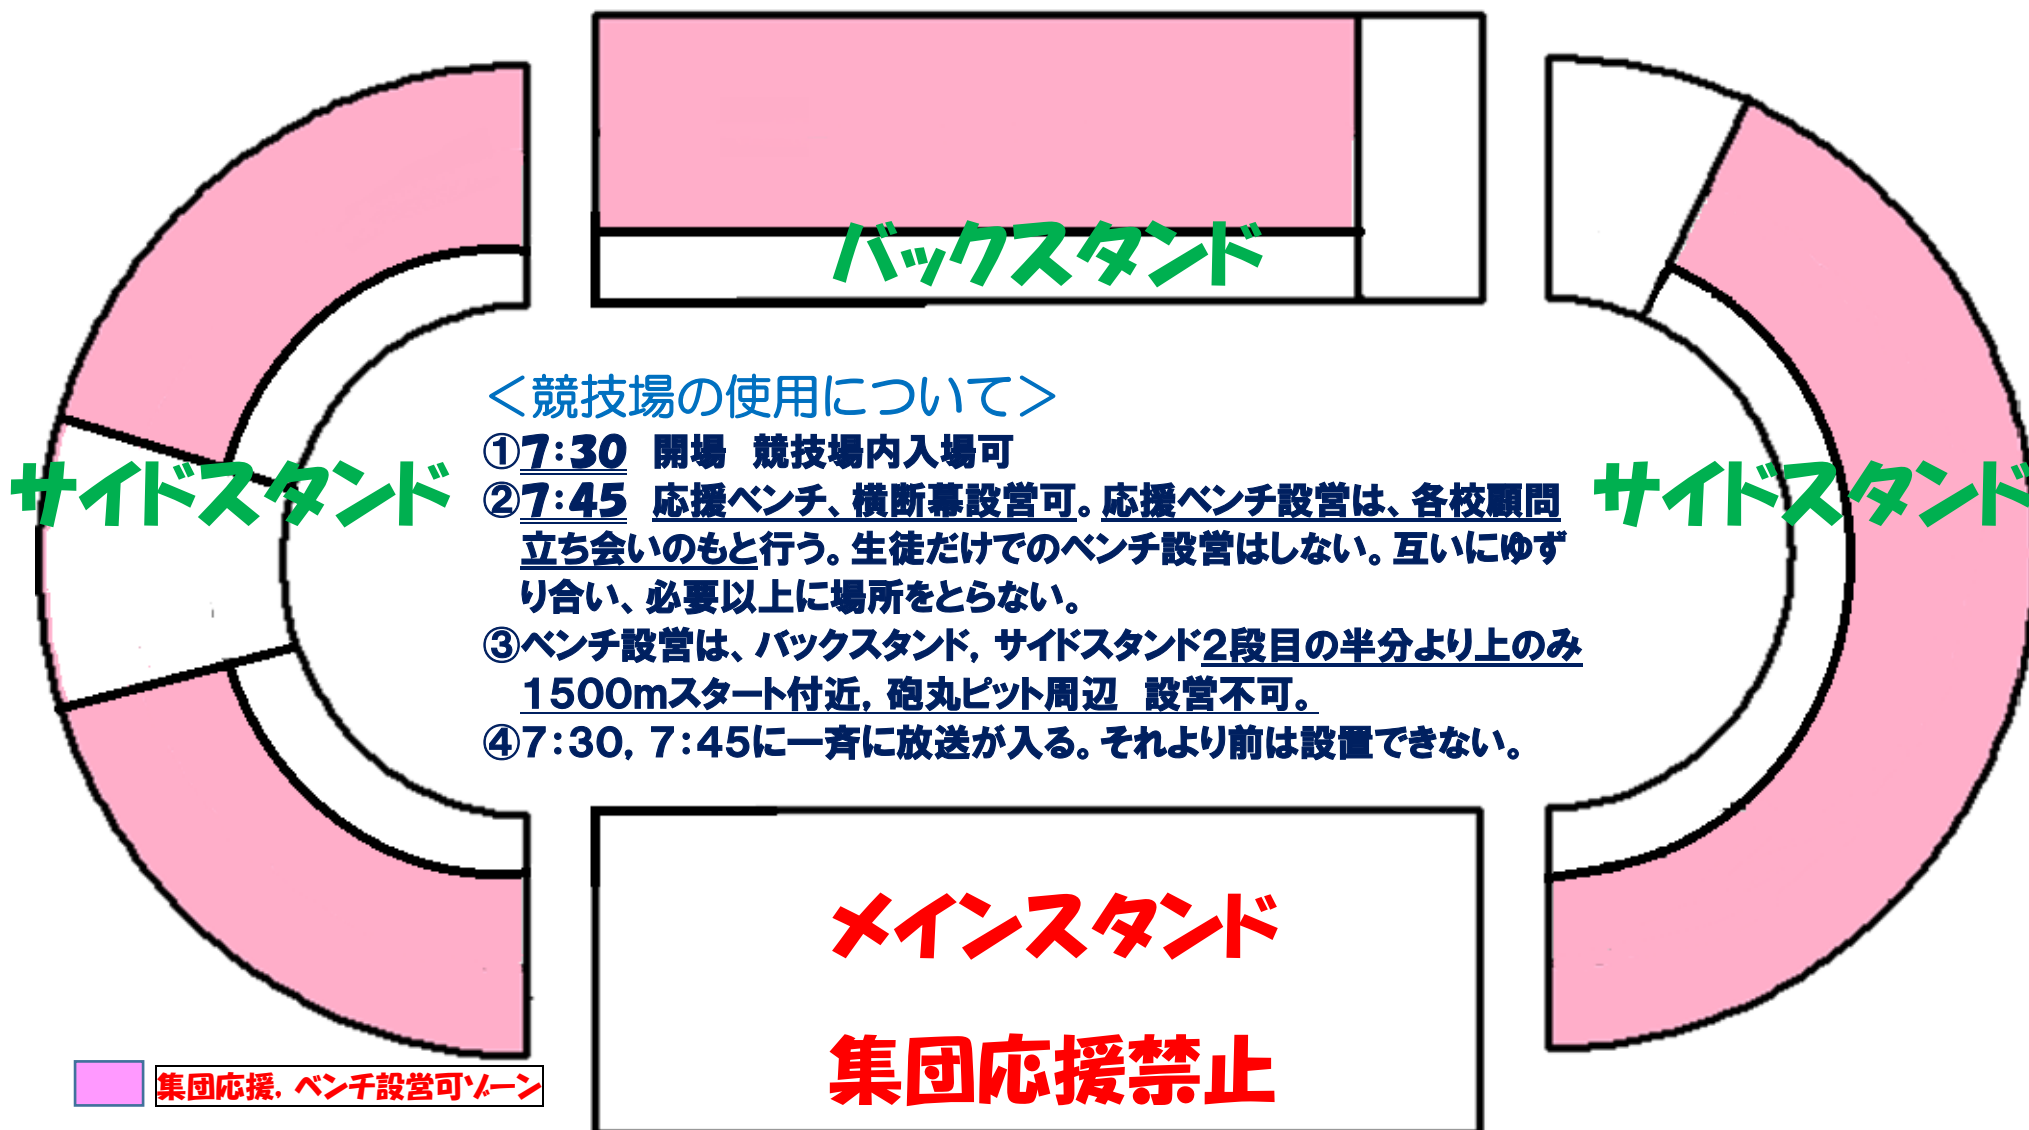 バックスタンド
<競技場の使用について>
①7:30 開場 競技場内入場可
②7:45 応援ベンチ、横断幕設営可。応援ベンチ設営は、各校顧問
立ち会いのもと行う。生徒だけでのベンチ設営はしない。互いにゆず
り合い、必要以上に場所をとらない。
③ベンチ設営は、バックスタンド,サイドスタンド2段目の半分より上のみ
1500mスタート付近,砲丸ピット周辺 設営不可。
④7:30,7:45に一斉に放送が入る。それより前は設置できない。
サイドスタンド
サイドスタンド
メインスタンド
集団応援禁止
集団応援,ベンチ設営可ゾーン